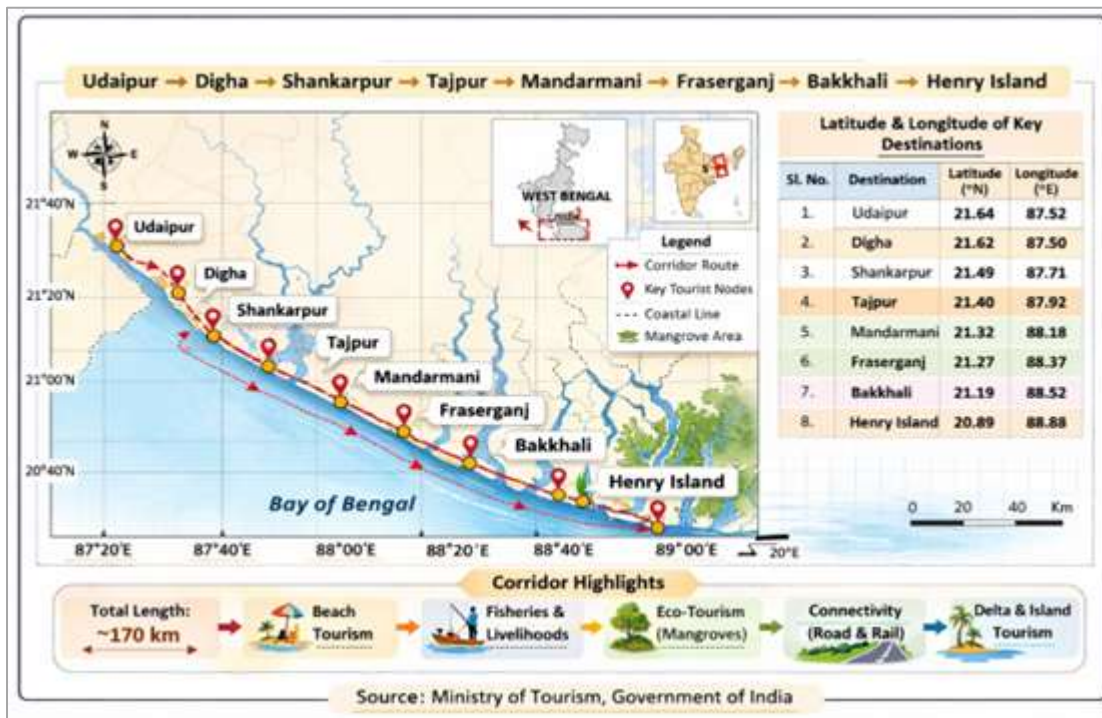 Udaipur → Digha → Shankarpur → Tajpur → Mandarmani → Fraserganj → Bakkhali → Henry Island
N
W
E
S
21°40'N
21°20'N
21°00'N
20°40'N
Udaipur
Digha
Shankarpur
Tajpur
Mandarmani
Fraserganj
Bakkhali
Henry Island
Bay of Bengal
87°20'E 87°40'E 88°00'E 88°20'E 88°40'E 89°00'E 20°E
WEST BENGAL
S
Legend
Corridor Route
Key Tourist Nodes
Coastal Line
Mangrove Area
Latitude & Longitude of Key
Destinations
Sl. No. Destination Latitude (°N) Longitude (°E)
1. Udaipur 21.64 87.52
2. Digha 21.62 87.50
3. Shankarpur 21.49 87.71
4. Tajpur 21.40 87.92
5. Mandarmani 21.32 88.18
6. Fraserganj 21.27 88.37
7. Bakkhali 21.19 88.52
8. Henry Island 20.89 88.88
0 20 40 Km
Corridor Highlights
Total Length:
~170 km
Beach
Tourism
Fisheries &
Livelihoods
Eco-Tourism
(Mangroves)
Connectivity
(Road & Rail)
Delta & Island
Tourism
Source: Ministry of Tourism, Government of India